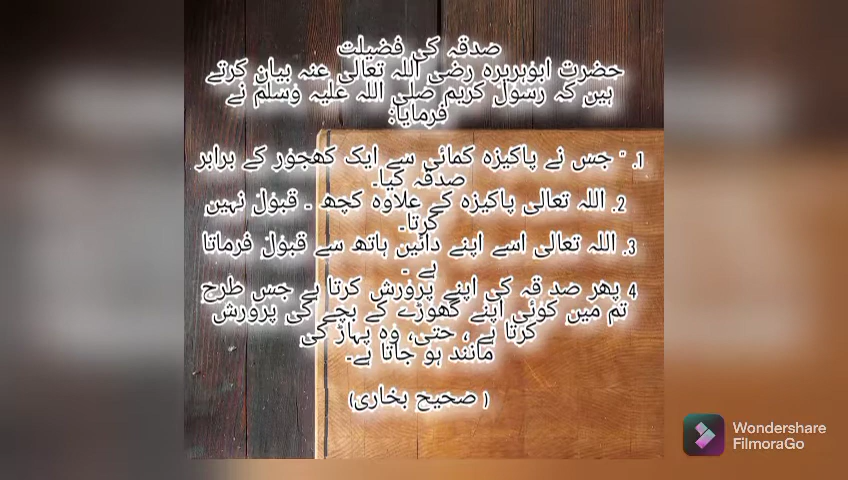 صدقہ کی فضیلت
حضرت ابوہریرہ رضی اللہ تعالی عنہ بیان کرتے
ہیں کہ رسول کریم صلی اللہ علیہ وسلم نے
فرمایا:
1. " جس نے پاکیزہ کمائی سے ایک کھجور کے برابر
صدقہ کیا۔
2. اللہ تعالی پاکیزہ کے علاوہ کچھ ۔ قبول نہیں
کرتا۔
3. اللہ تعالی اسے اپنے دائیں ہاتھ سے قبول فرماتا
ہے ۔
4 پھر صد قہ کی اپنے پرورش کرتا ہے جس طرح
تم میں کوئی اپنے گھوڑے کے بچے کی پرورش
کرتا ہے ، حتی، وہ پہاڑ کی
مانند ہو جاتا ہے۔
( صحیح بخاری)
Wondershare
FilmoraGo